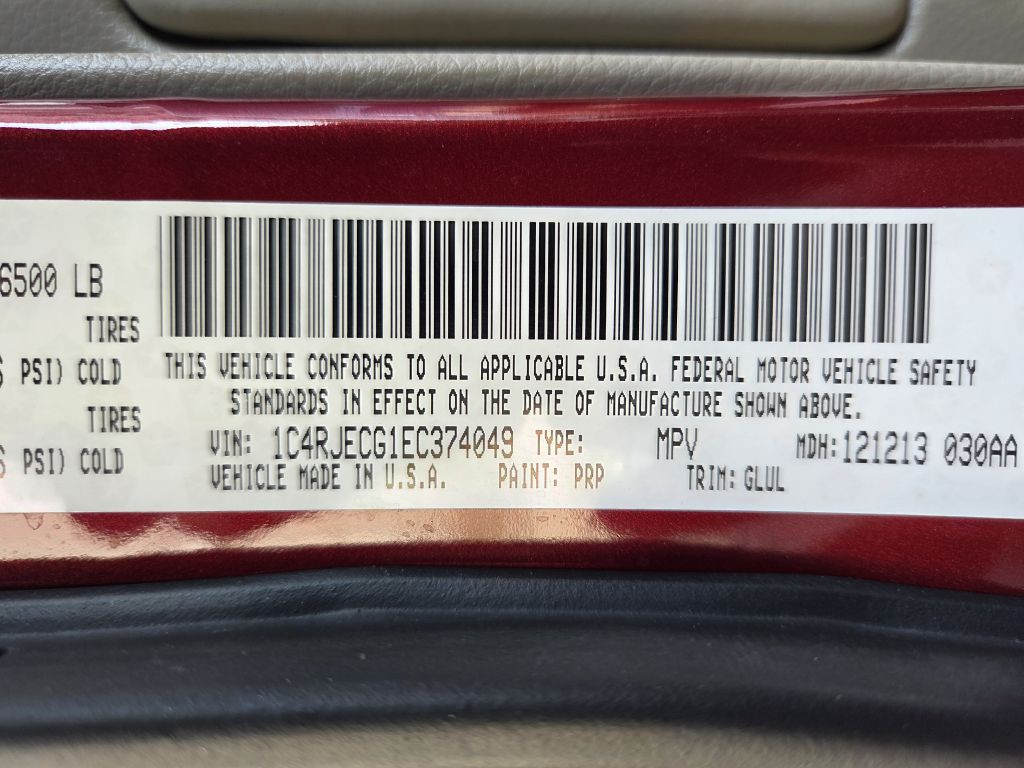 6500 LB
TIRES
PSI) COLD
TIRES
PSI) COLD
THIS VEHICLE CONFORMS TO ALL APPLICABLE U.S.A. FEDERAL MOTOR VEHICLE SAFETY
STANDARDS IN EFFECT ON THE DATE OF MANUFACTURE SHOWN ABOVE.
VIN: 1C4RJECG1EC374049 TYPE: MPV MDH: 121213 030AA
VEHICLE MADE IN U.S.A. PAINT: PRP TRIM: GLUL